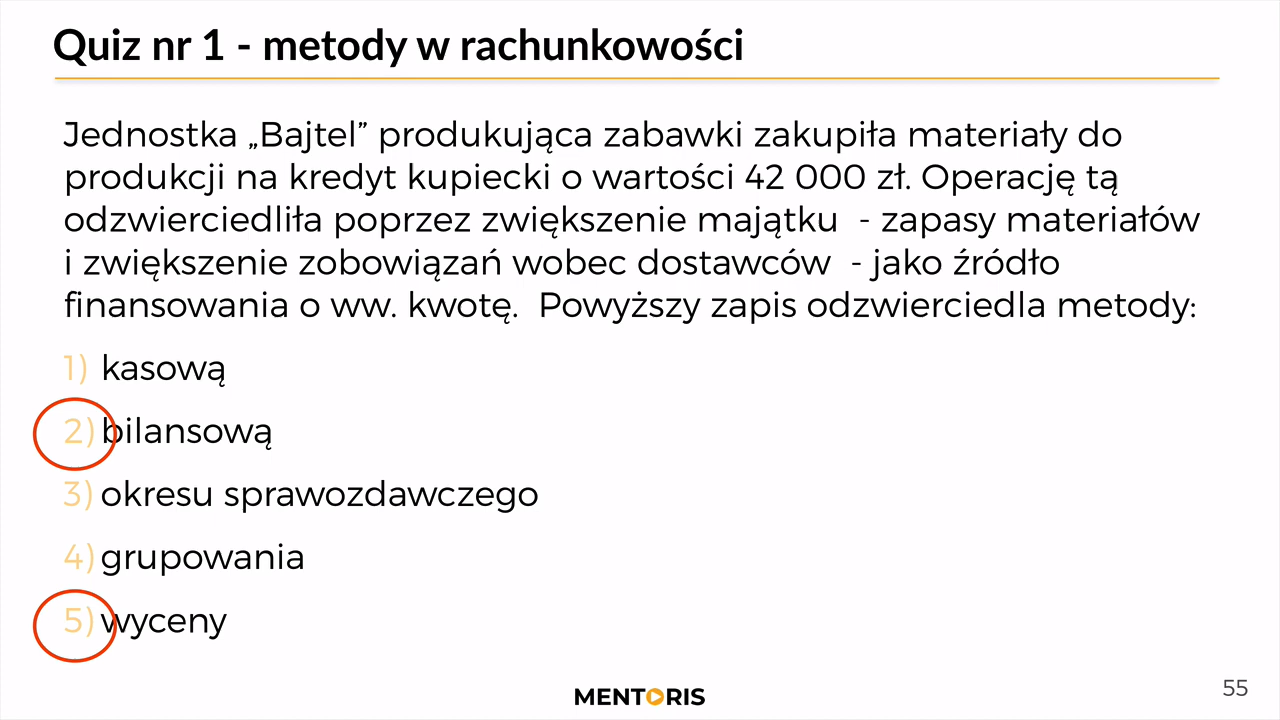 Quiz nr 1 - metody w rachunkowości
Jednostka „Bajtel” produkująca zabawki zakupiła materiały do
produkcji na kredyt kupiecki o wartości 42 000 zł. Operację tą
odzwierciedliła poprzez zwiększenie majątku - zapasy materiałów
i zwiększenie zobowiązań wobec dostawców - jako źródło
finansowania o ww. kwotę. Powyższy zapis odzwierciedla metody:
1) kasową
2) bilansową
3) okresu sprawozdawczego
4) grupowania
5) wyceny
MENTORIS
55